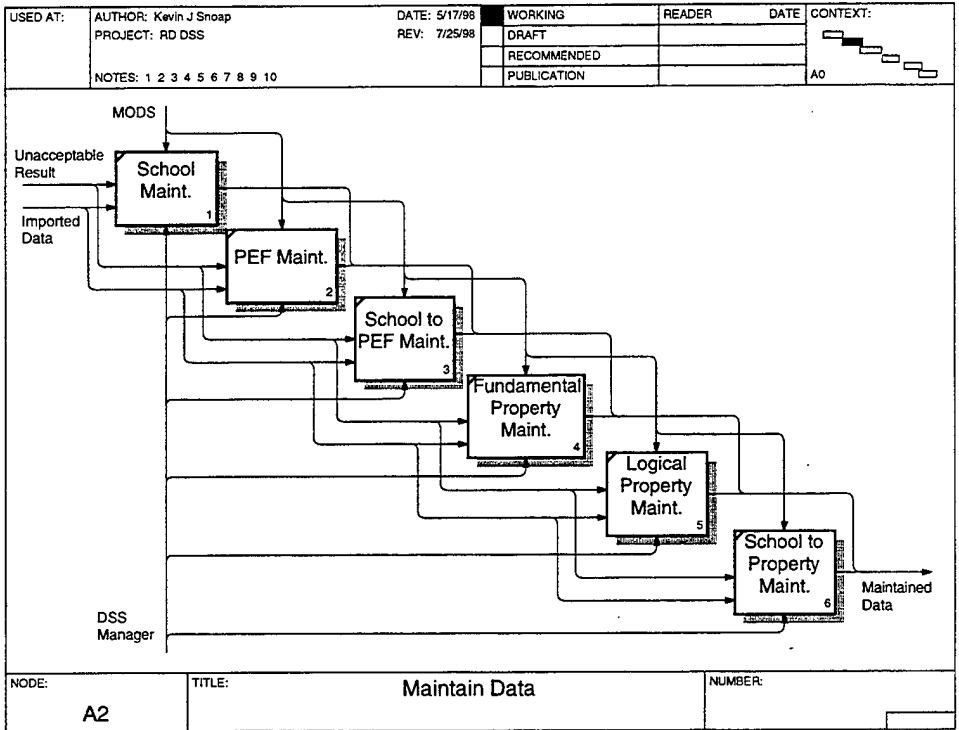 USED AT:
AUTHOR: Kevin J Snoap
DATE: 5/17/98
WORKING
READER
DATE
CONTEXT:
PROJECT: RD DSS
REV: 7/25/98
DRAFT
RECOMMENDED
NOTES: 1 2 3 4 5 6 7 8 9 10
PUBLICATION
A0
MODS
Unacceptable
Result
Imported
Data
School
Maint.
1
PEF Maint.
2
School to
PEF Maint.
3
Fundamental
Property
Maint.
4
Logical
Property
Maint.
5
School to
Property
Maint.
6
Maintained
Data
DSS
Manager
NODE:
A2
TITLE:
Maintain Data
NUMBER: